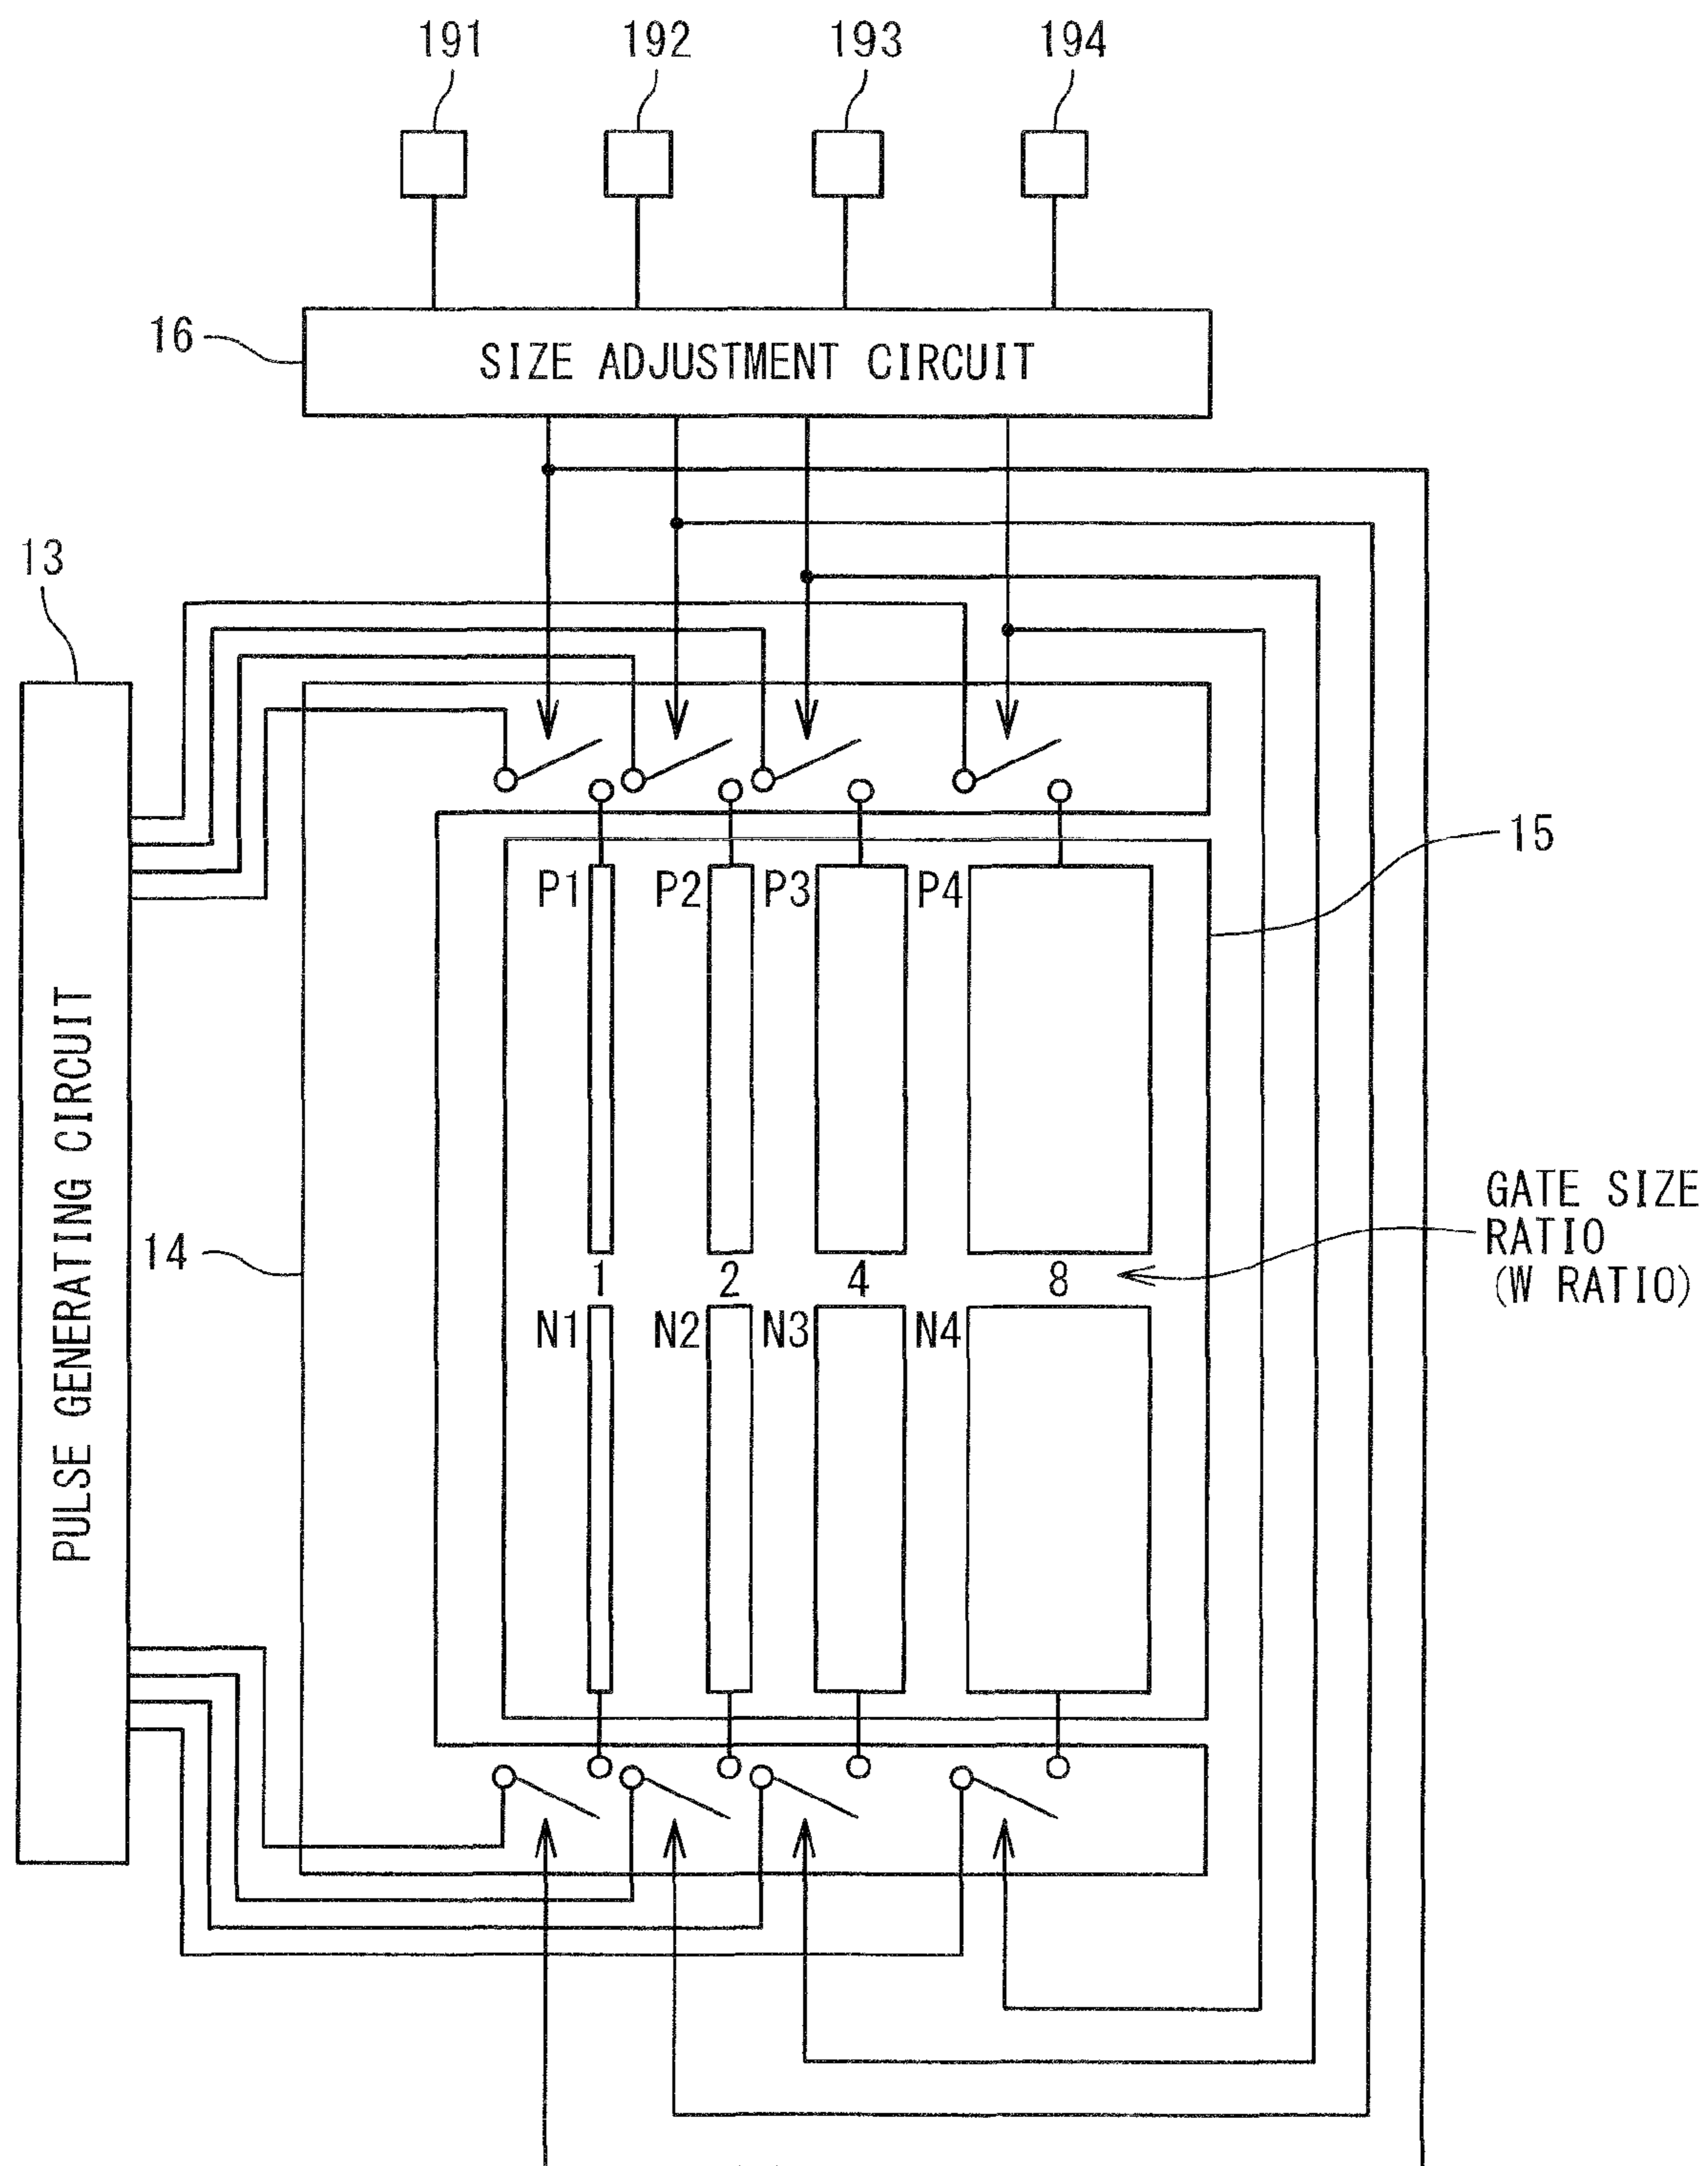 191 192 193 194
16
SIZE ADJUSTMENT CIRCUIT
13
15
P1 P2 P3 P4
PULSE GENERATING CIRCUIT
14
GATE SIZE
RATIO
(W RATIO)
1 2 4 8
N1 N2 N3 N4